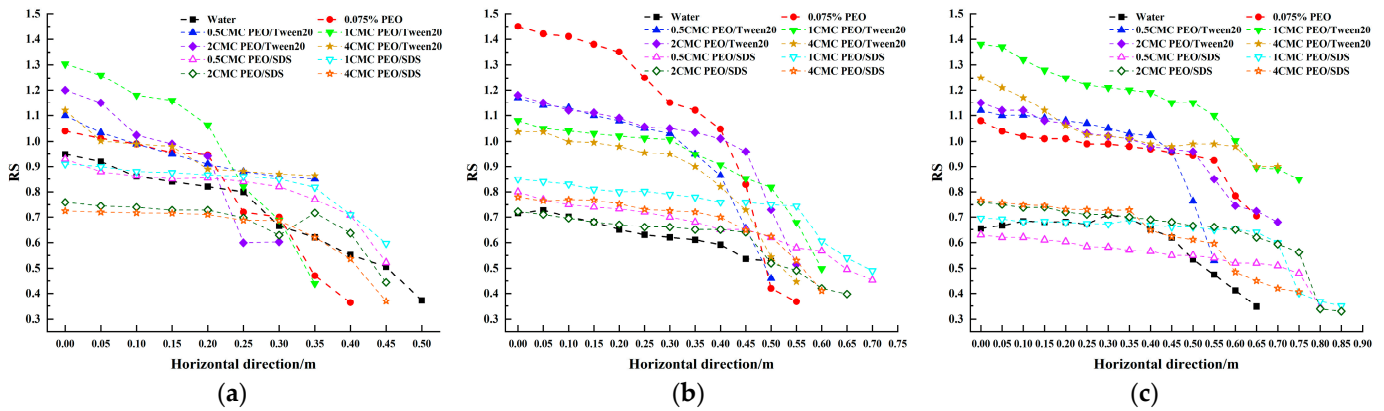 Water
0.075% PEO
0.5CMC PEO/Tween20
1CMC PEO/Tween20
2CMC PEO/Tween20
4CMC PEO/Tween20
0.5CMC PEO/SDS
1CMC PEO/SDS
2CMC PEO/SDS
4CMC PEO/SDS
1.5
1.4
1.3
1.2
1.1
1.0
0.9
0.8
0.7
0.6
0.5
0.4
0.3
RS
0.00 0.05 0.10 0.15 0.20 0.25 0.30 0.35 0.40 0.45 0.50
Horizontal direction/m
(a)
Water
0.075% PEO
0.5CMC PEO/Tween20
1CMC PEO/Tween20
2CMC PEO/Tween20
4CMC PEO/Tween20
0.5CMC PEO/SDS
1CMC PEO/SDS
2CMC PEO/SDS
4CMC PEO/SDS
1.5
1.4
1.3
1.2
1.1
1.0
0.9
0.8
0.7
0.6
0.5
0.4
0.3
RS
0.00 0.05 0.10 0.15 0.20 0.25 0.30 0.35 0.40 0.45 0.50 0.55 0.60 0.65 0.70 0.75
Horizontal direction/m
(b)
Water
0.075% PEO
0.5CMC PEO/Tween20
1CMC PEO/Tween20
2CMC PEO/Tween20
4CMC PEO/Tween20
0.5CMC PEO/SDS
1CMC PEO/SDS
2CMC PEO/SDS
4CMC PEO/SDS
1.5
1.4
1.3
1.2
1.1
1.0
0.9
0.8
0.7
0.6
0.5
0.4
0.3
RS
0.00 0.05 0.10 0.15 0.20 0.25 0.30 0.35 0.40 0.45 0.50 0.55 0.60 0.65 0.70 0.75 0.80 0.85 0.90
Horizontal direction/m
(c)